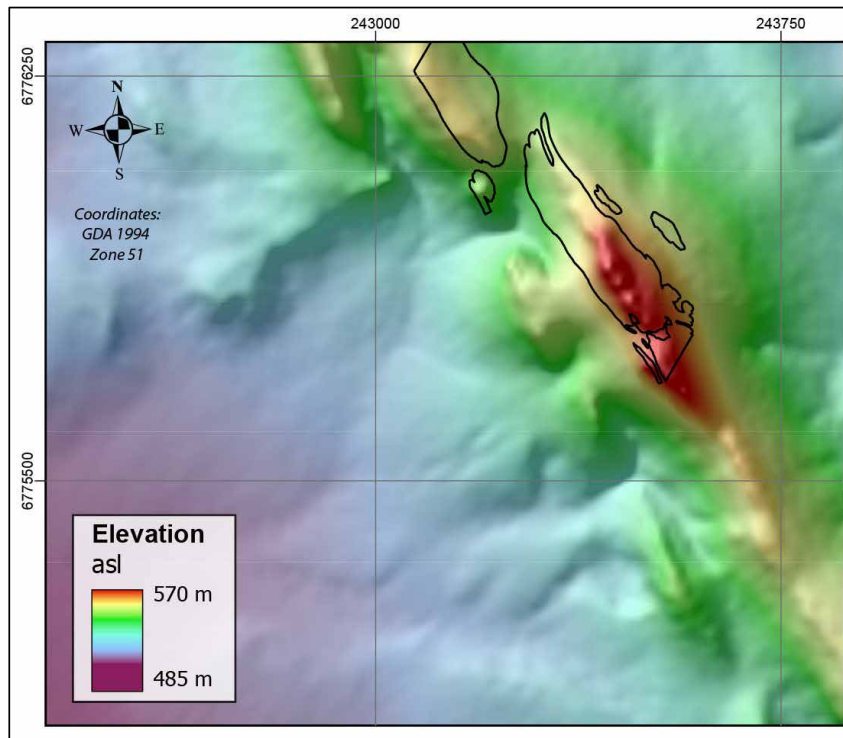 243000
243750
6776250
N
W
E
S
Coordinates:
GDA 1994
Zone 51
6775500
Elevation
asl
570 m
485 m